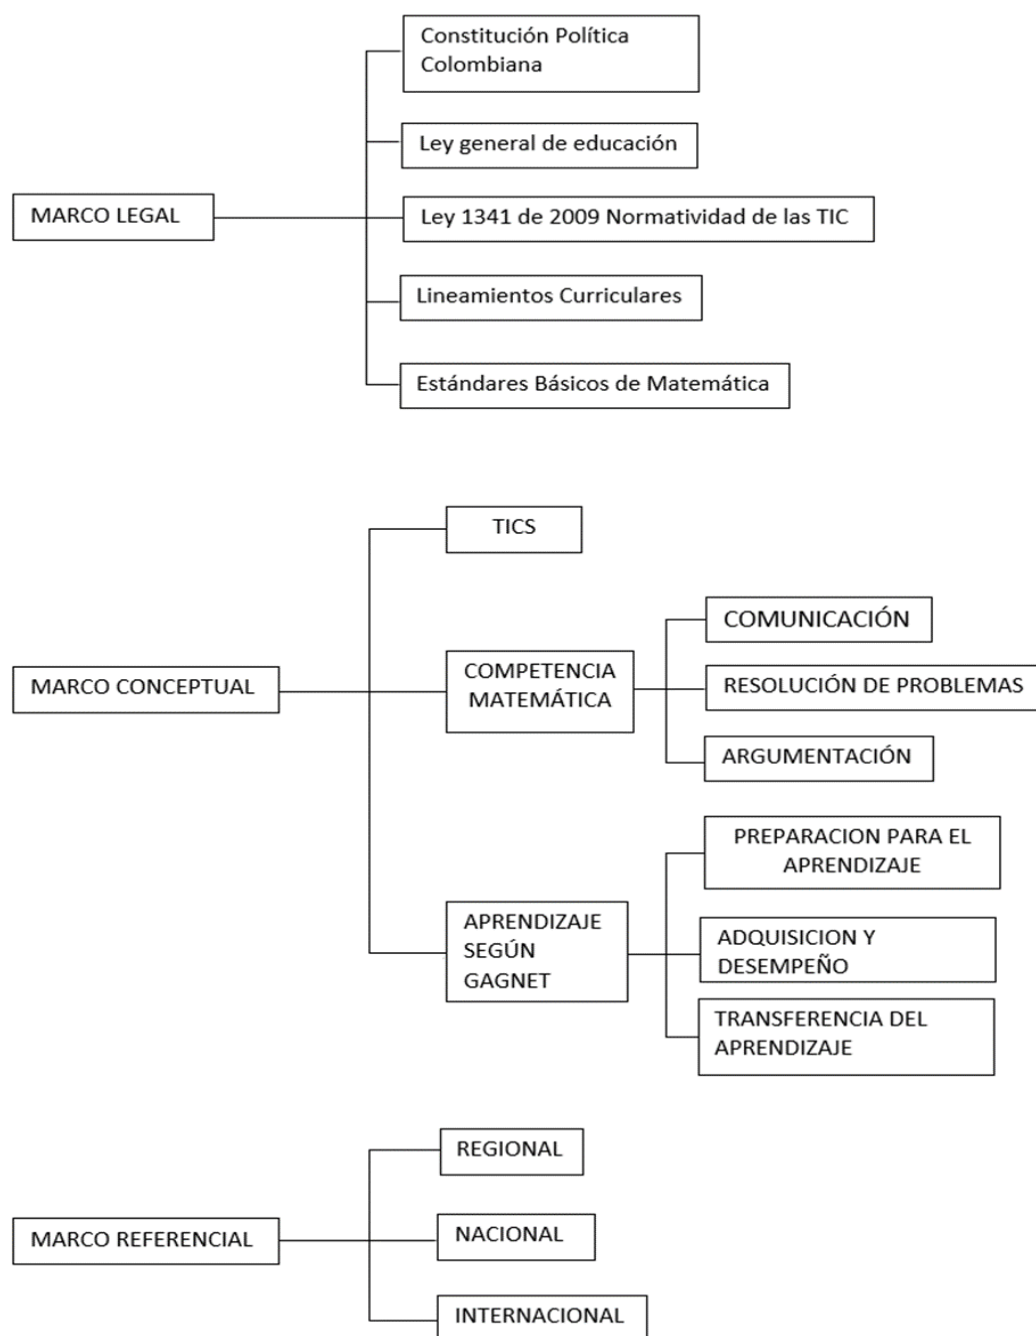 Constitución Política
Colombiana
Ley general de educación
MARCO LEGAL
Ley 1341 de 2009 Normatividad de las TIC
Lineamientos Curriculares
Estándares Básicos de Matemática
TICS
COMUNICACIÓN
MARCO CONCEPTUAL
COMPETENCIA
MATEMÁTICA
RESOLUCIÓN DE PROBLEMAS
ARGUMENTACIÓN
PREPARACION PARA EL
APRENDIZAJE
APRENDIZAJE
SEGÚN
GAGNET
ADQUISICION Y
DESEMPEÑO
TRANSFERENCIA DEL
APRENDIZAJE
REGIONAL
MARCO REFERENCIAL
NACIONAL
INTERNACIONAL